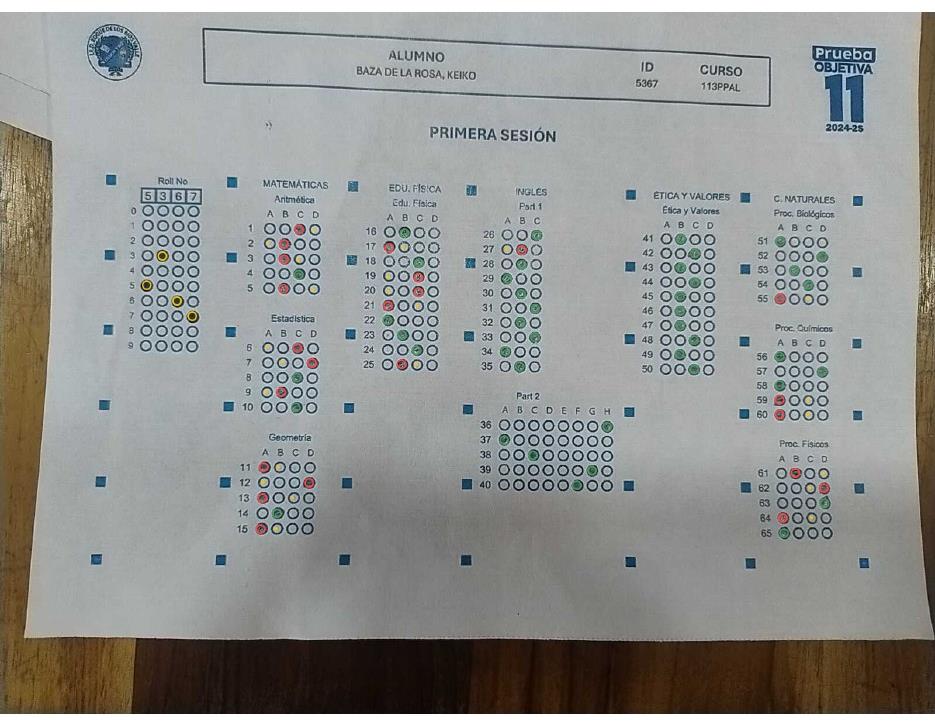 I.E.D. ROQUE DE LOS RIOS VALLE
ALUMNO
BAZA DE LA ROSA, KEIKO
ID
5367
CURSO
113PPAL
Prueba
OBJETIVA
11
2024-25
PRIMERA SESIÓN
Roll No
5 3 6 7
0
1
2
3
4
5
6
7
8
9
MATEMÁTICAS
Aritmética
A B C D
1
2
3
4
5
Estadística
A B C D
6
7
8
9
10
Geometría
A B C D
11
12
13
14
15
EDU. FÍSICA
Edu. Física
A B C D
16
17
18
19
20
21
22
23
24
25
INGLÉS
Part 1
A B C
26
27
28
29
30
31
32
33
34
35
Part 2
A B C D E F G H
36
37
38
39
40
ÉTICA Y VALORES
Ética y Valores
A B C D
41
42
43
44
45
46
47
48
49
50
C. NATURALES
Proc. Biológicos
A B C D
51
52
53
54
55
Proc. Químicos
A B C D
56
57
58
59
60
Proc. Físicos
A B C D
61
62
63
64
65